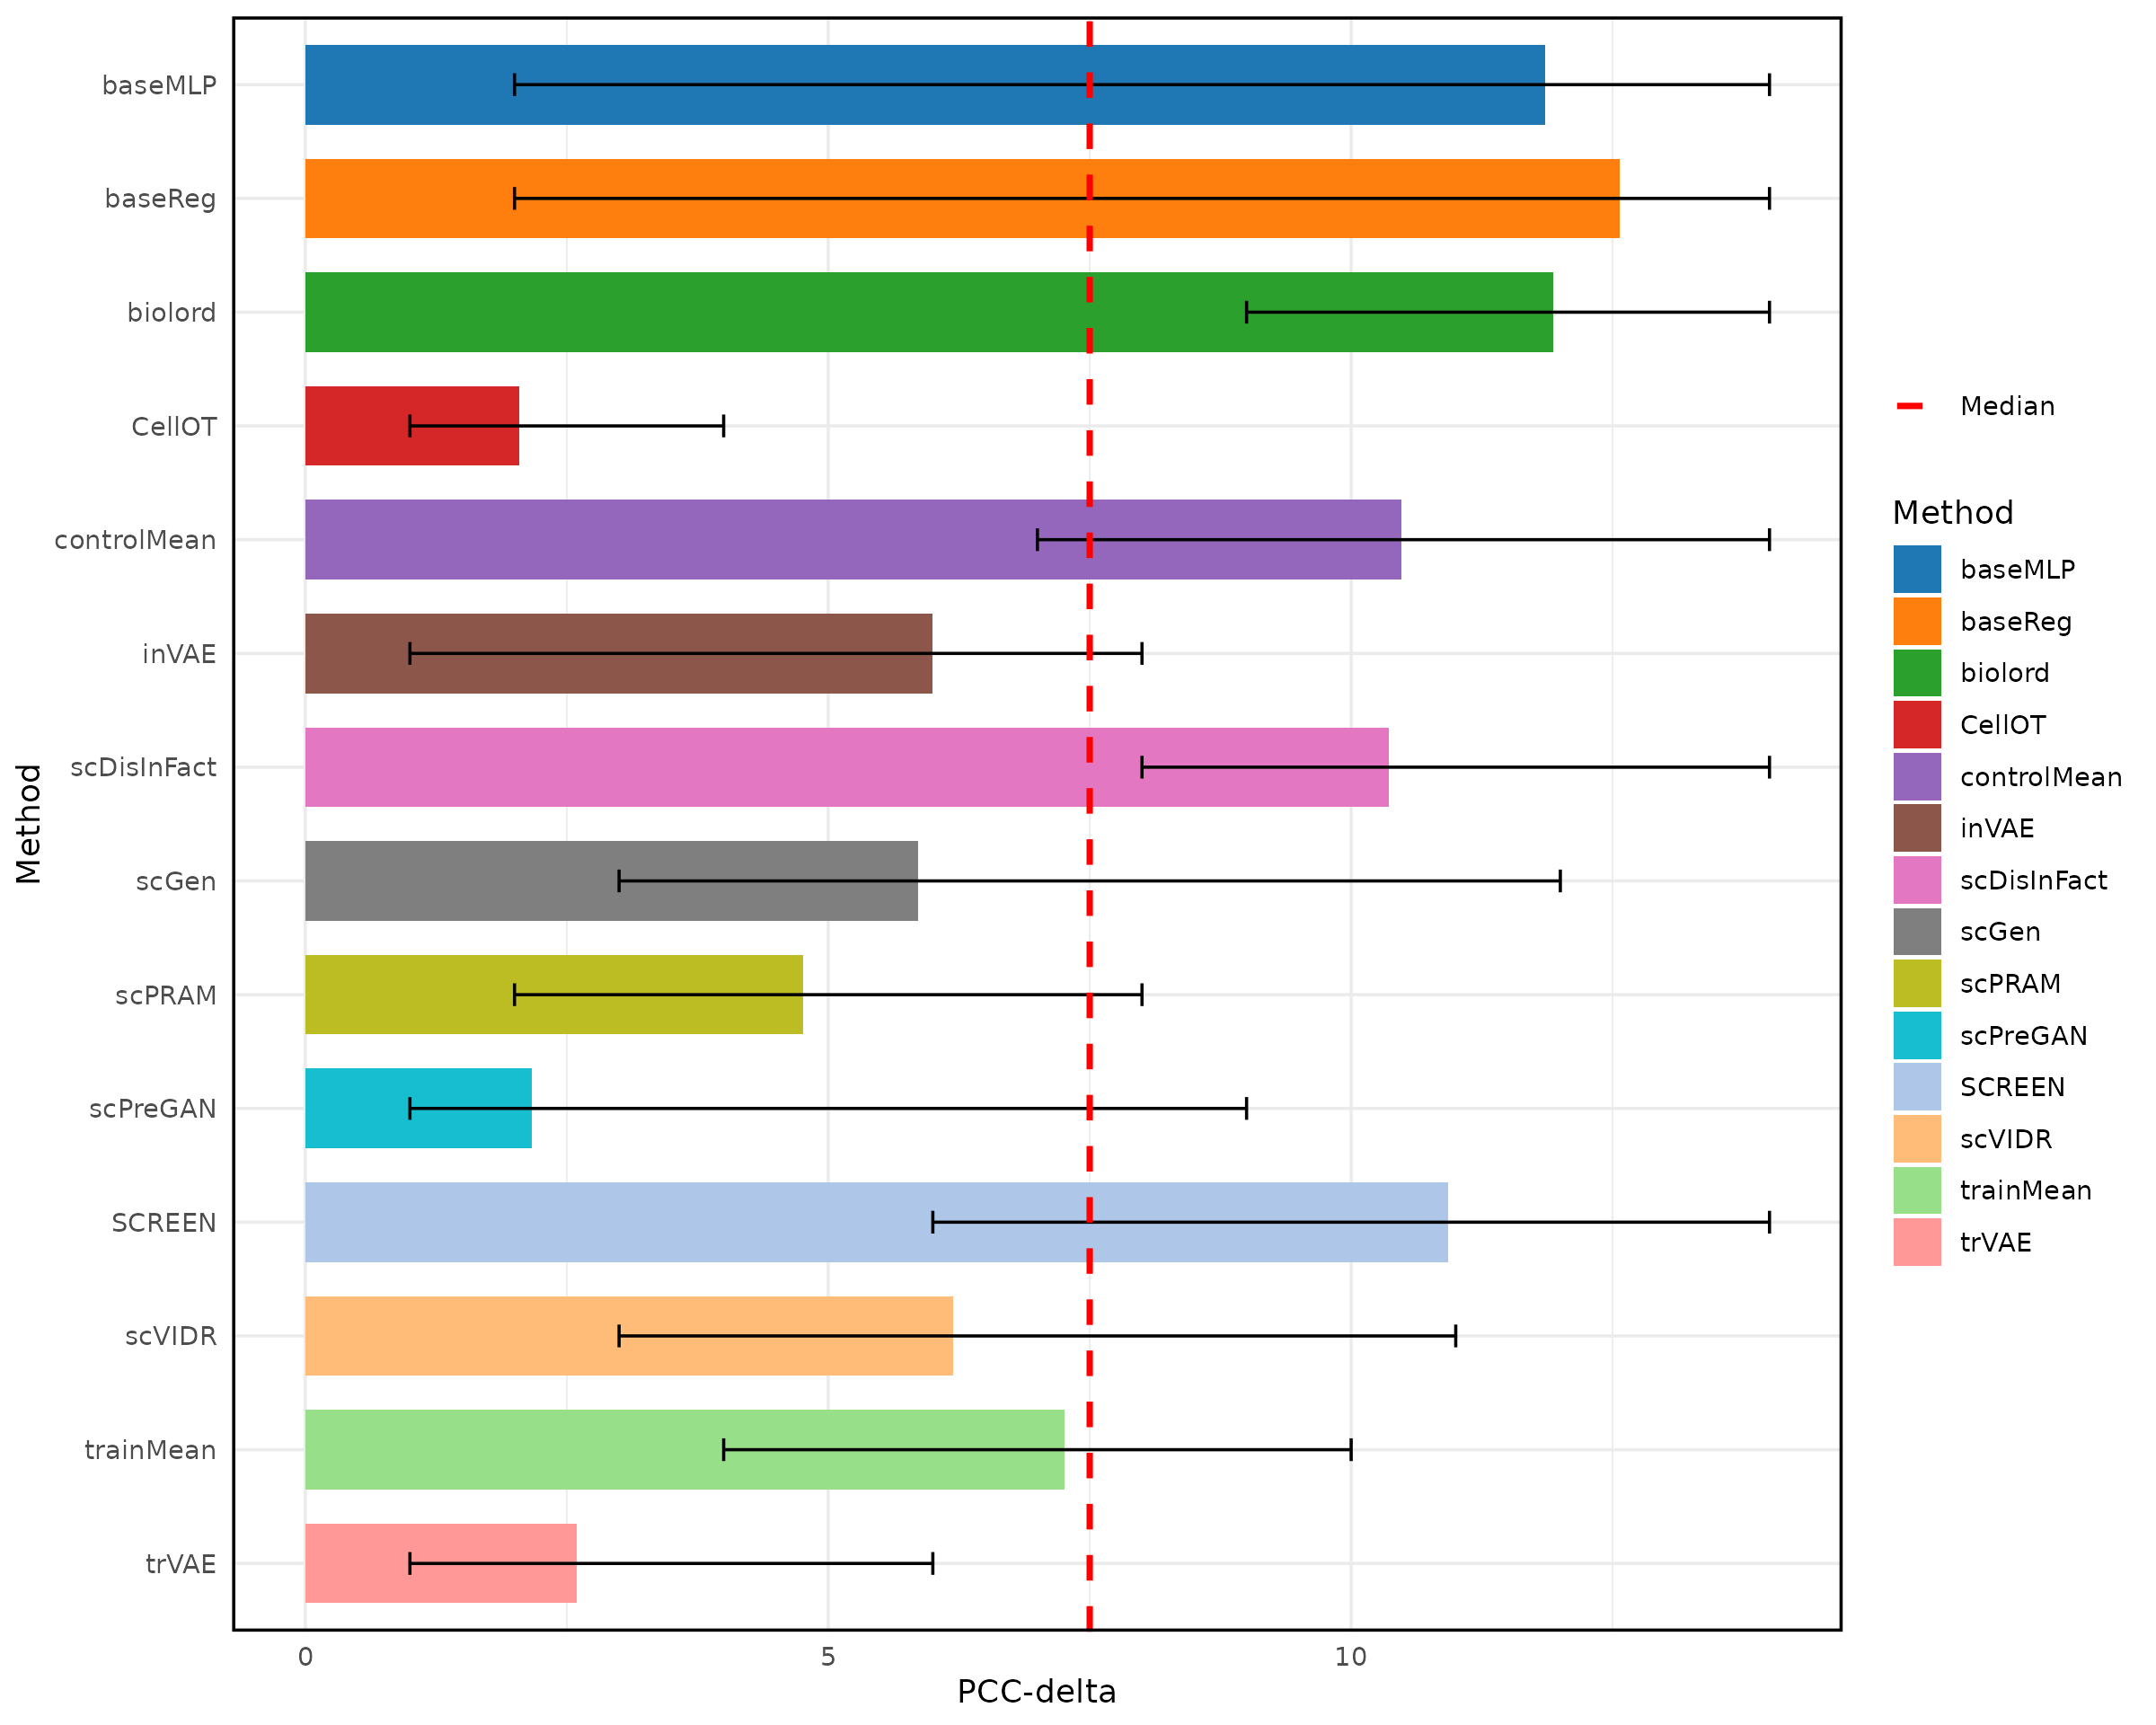 baseMLP
baseReg
biolord
CellOT
controlMean
inVAE
scDisInFact
scGen
scPRAM
scPreGAN
SCREEN
scVIDR
trainMean
trVAE
Method
0 5 10
PCC-delta
Median
Method
baseMLP
baseReg
biolord
CellOT
controlMean
inVAE
scDisInFact
scGen
scPRAM
scPreGAN
SCREEN
scVIDR
trainMean
trVAE